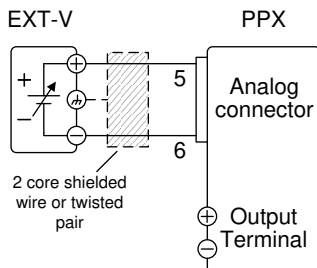 EXT-V
PPX
+
−
5
6
Analog
connector
2 core shielded
wire or twisted
pair
Output
Terminal